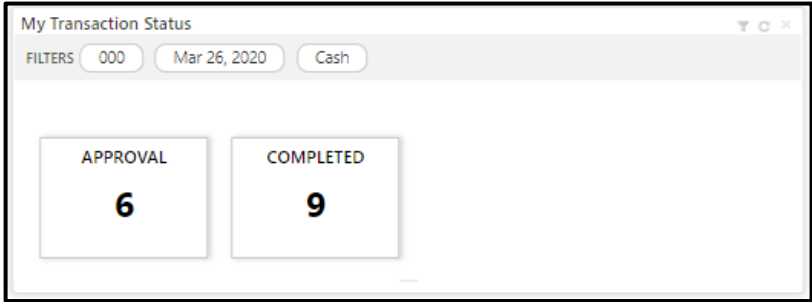 My Transaction Status
FILTERS 000 Mar 26, 2020 Cash
APPROVAL COMPLETED
6 9